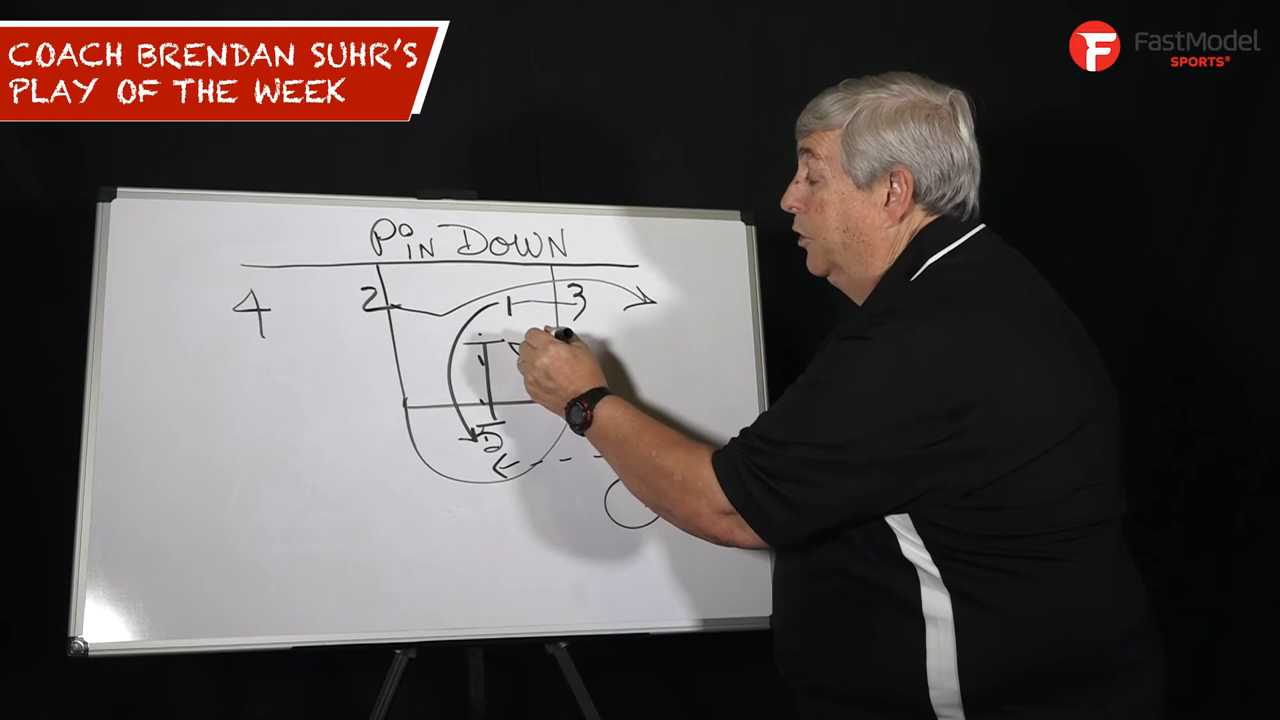 COACH BRENDAN SUHR'S
PLAY OF THE WEEK
FastModel
SPORTS
PiN DOWN
4 2 1 3
5